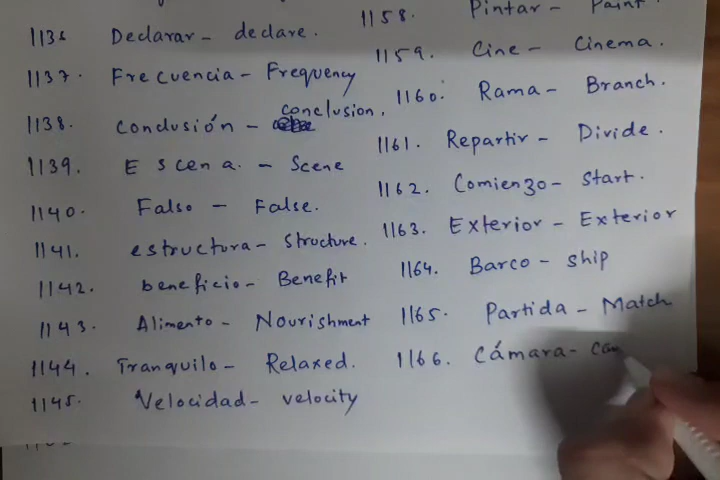 1136 Declarar - declare.
1137. Frecuencia - Frequency
1138. conclusión - conclusion.
1139. Escena. - Scene
1140. Falso - False.
1141. estructura - structure.
1142. beneficio - Benefit
1143. Alimento - Nourishment
1144. Tranquilo - Relaxed.
1145. Velocidad - velocity
1158. Pintar - Paint.
1159. Cine - Cinema.
1160. Rama - Branch.
1161. Repartir - Divide.
1162. Comienzo - start.
1163. Exterior - Exterior
1164. Barco - ship
1165. Partida - Match
1166. Cámara - Cam